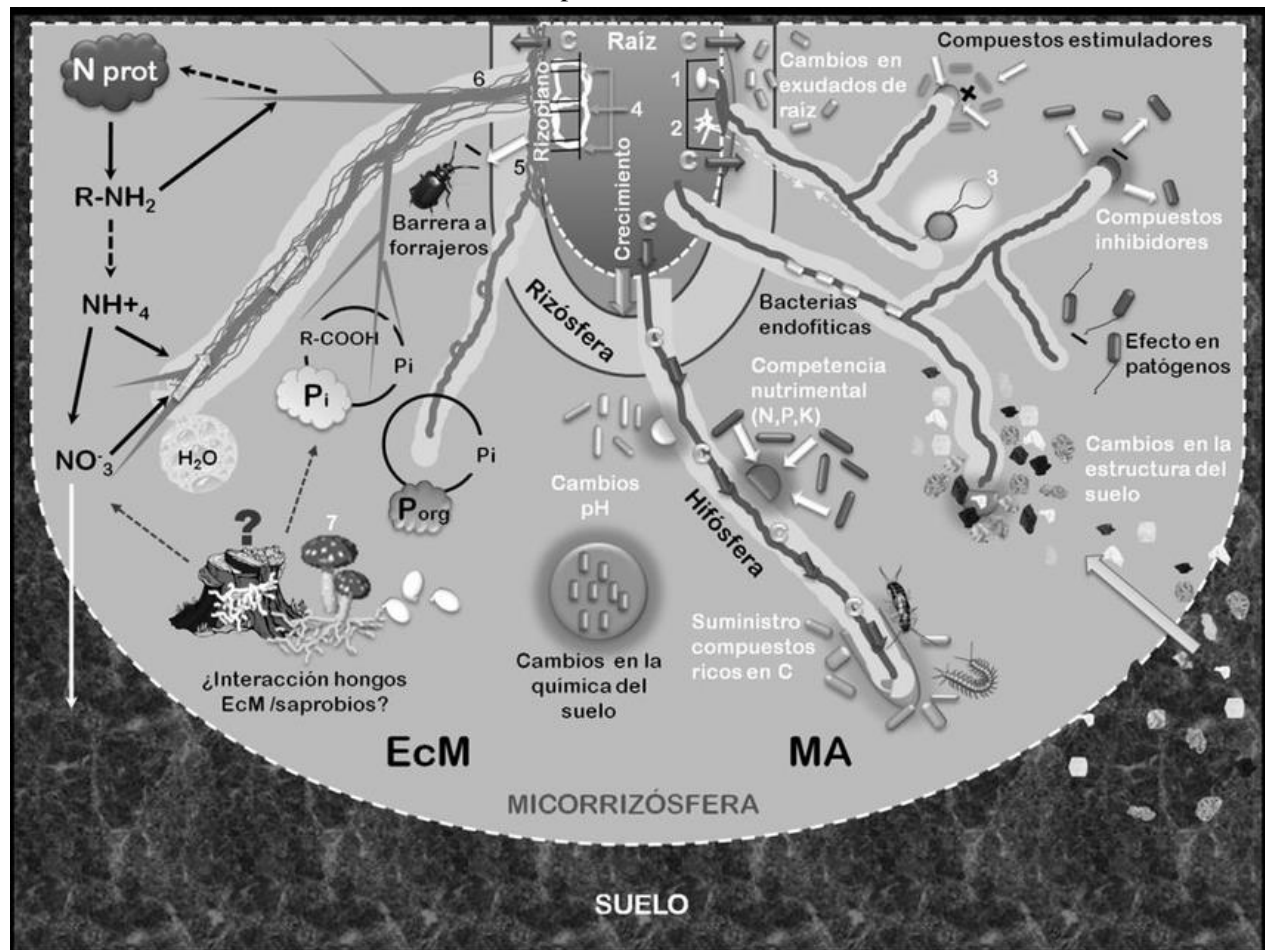 N prot
R-NH2
NH+4
NO-3
H2O
6
Rizoplano
5
4
Barrera a
forrajeros
R-COOH
Pi
Pi
Pi
Porg
?
7
¿Interacción hongos
EcM /saprobios?
EcM
C
Raíz
C
1
2
C
Crecimiento
C
Rizósfera
Cambios en
exudados de
raíz
Compuestos estimuladores
+
3
-
Compuestos
inhibidores
Bacterias
endofíticas
-
Efecto en
patógenos
Competencia
nutrimental
(N,P,K)
Cambios
pH
C
C
C
C
Hifósfera
Cambios en la
estructura del
suelo
Cambios en la
química del
suelo
Suministro
compuestos
ricos en C
MA
MICORRIZÓSFERA
SUELO